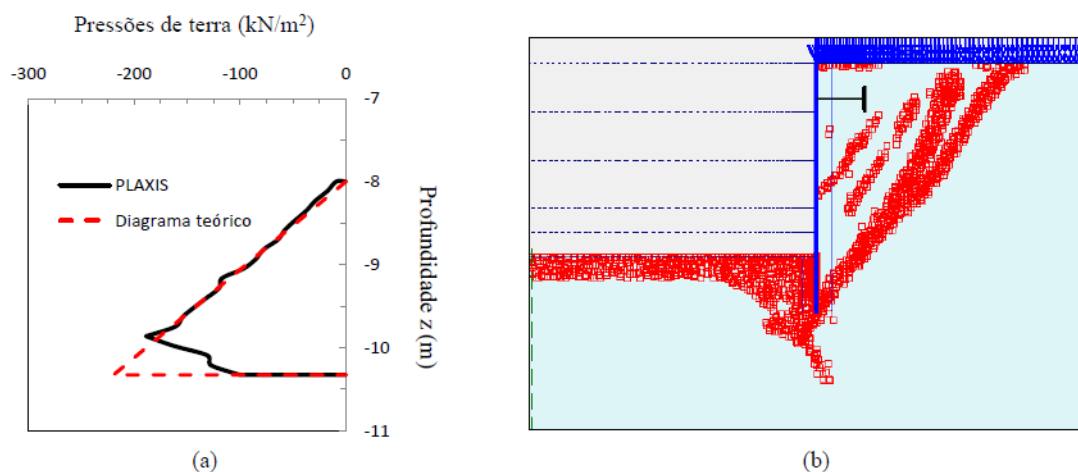 Pressões de terra (kN/m²)
-300 -200 -100 0
-7
-8
-9
-10
-11
PLAXIS
Diagrama teórico
Profundidade z (m)
(a)
(b)